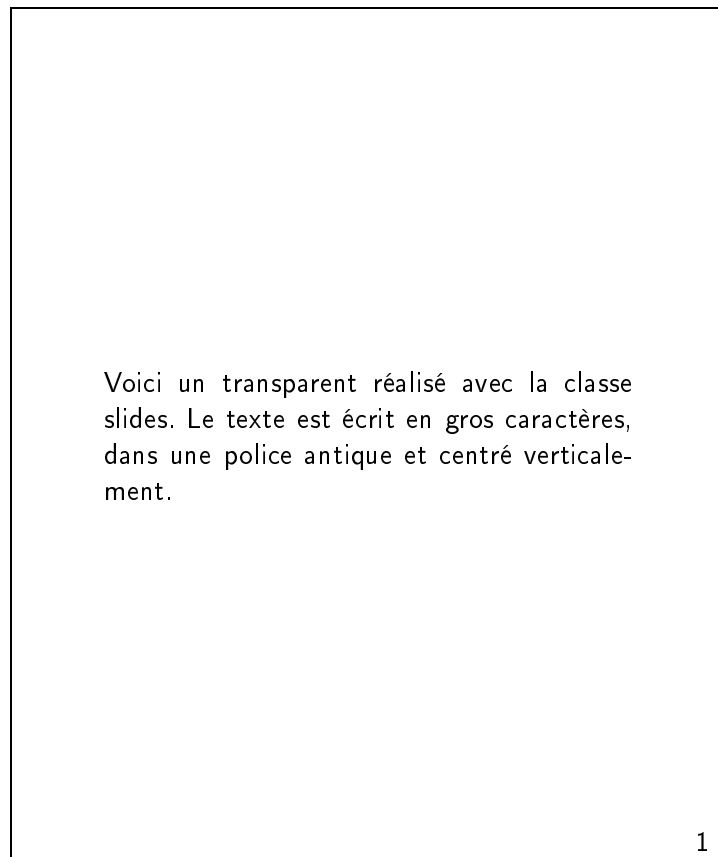 Voici un transparent réalisé avec la classe
slides. Le texte est écrit en gros caractères,
dans une police antique et centré verticale-
ment.
1